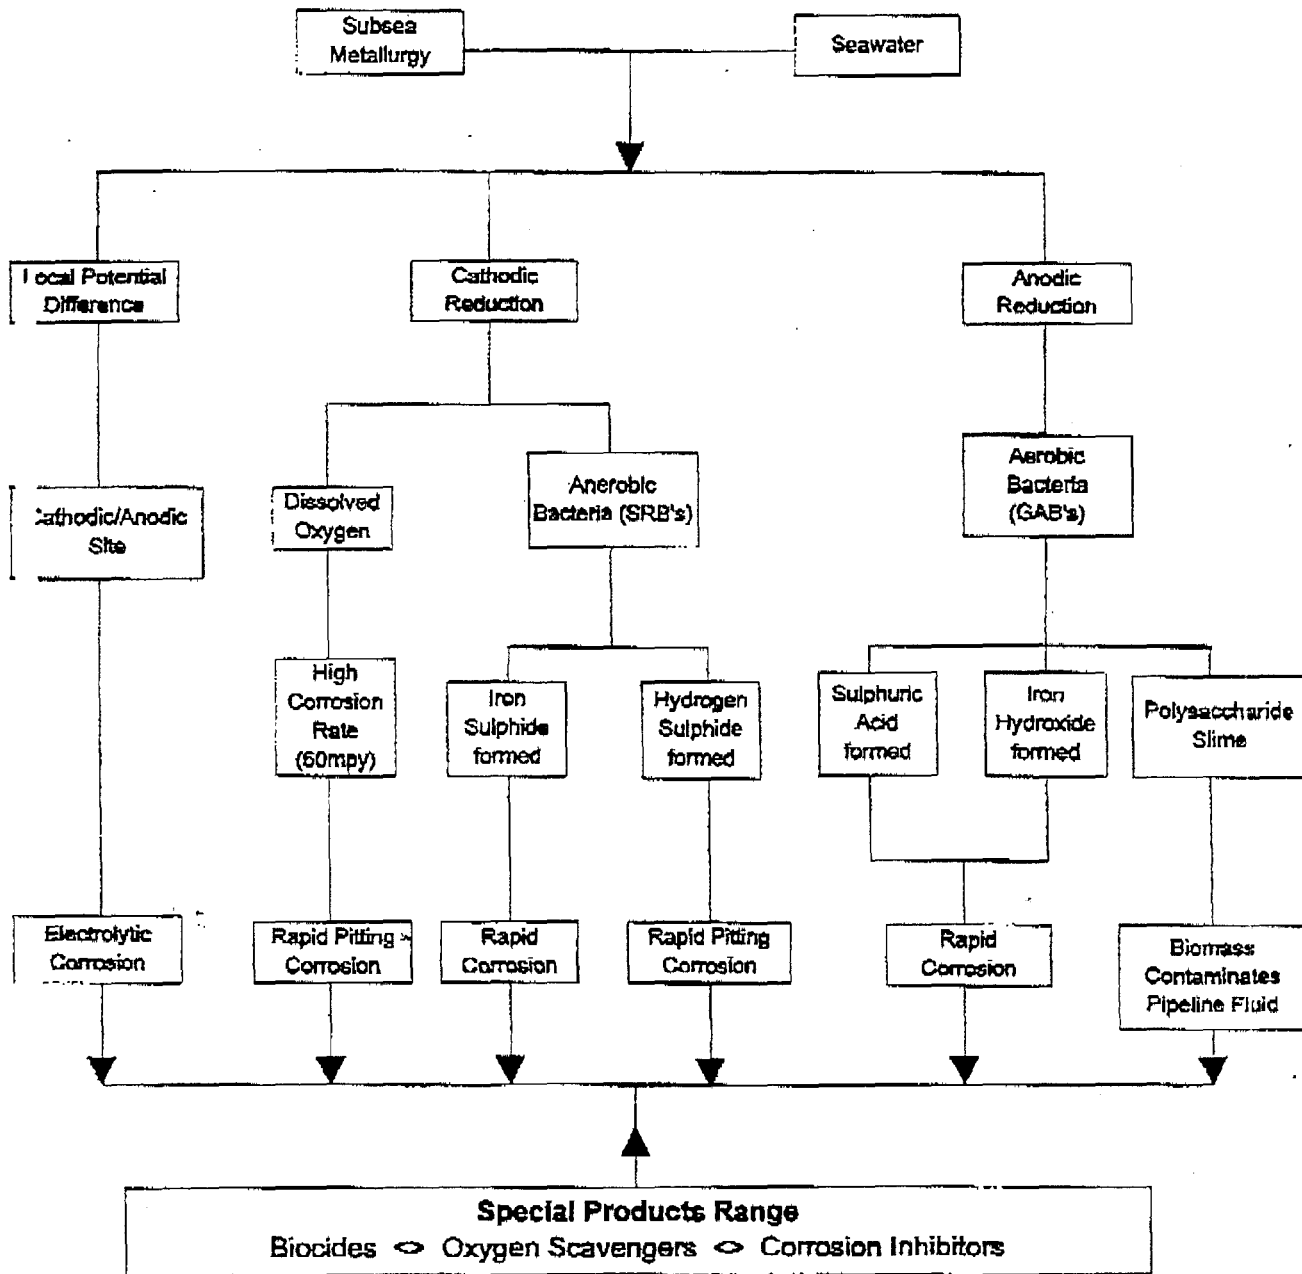 Subsea
Metallurgy
Seawater
Local Potential
Difference
Cathodic
Reduction
Anodic
Reduction
Cathodic/Anodic
Site
Dissolved
Oxygen
Anerobic
Bacteria (SRB's)
Aerobic
Bacteria
(GAB's)
High
Corrosion
Rate
(60mpy)
Iron
Sulphide
formed
Hydrogen
Sulphide
formed
Sulphuric
Acid
formed
Iron
Hydroxide
formed
Polysaccharide
Slime
Electrolytic
Corrosion
Rapid Pitting
Corrosion
Rapid
Corrosion
Rapid Pitting
Corrosion
Rapid
Corrosion
Biomass
Contaminates
Pipeline Fluid
Special Products Range
Biocides <> Oxygen Scavengers <> Corrosion Inhibitors